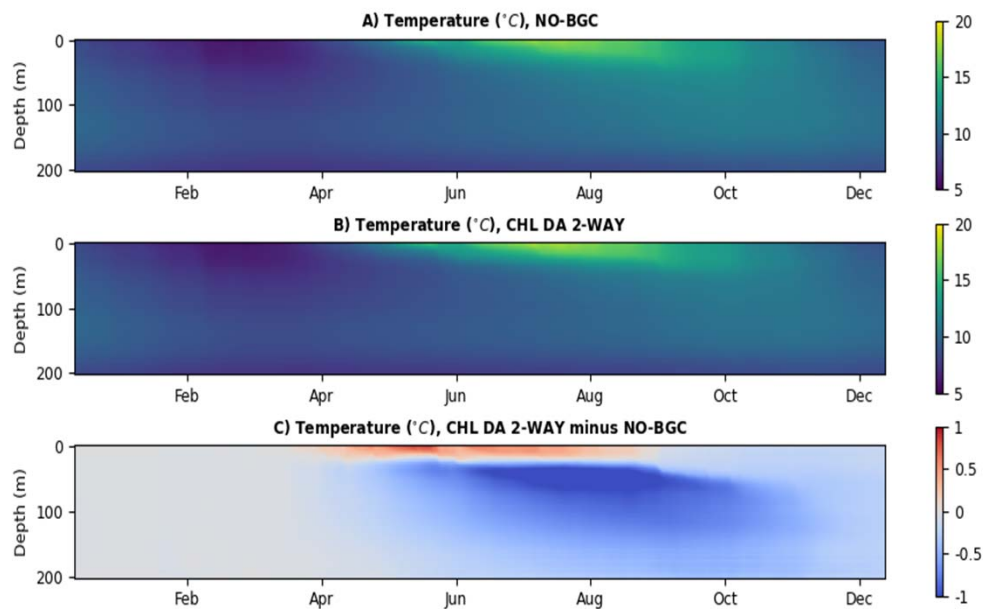 A) Temperature (°C), NO-BGC
Depth (m)
0
100
200
Feb Apr Jun Aug Oct Dec
20
15
10
5
B) Temperature (°C), CHL DA 2-WAY
Depth (m)
0
100
200
Feb Apr Jun Aug Oct Dec
20
15
10
5
C) Temperature (°C), CHL DA 2-WAY minus NO-BGC
Depth (m)
0
100
200
Feb Apr Jun Aug Oct Dec
1
0.5
0
-0.5
-1